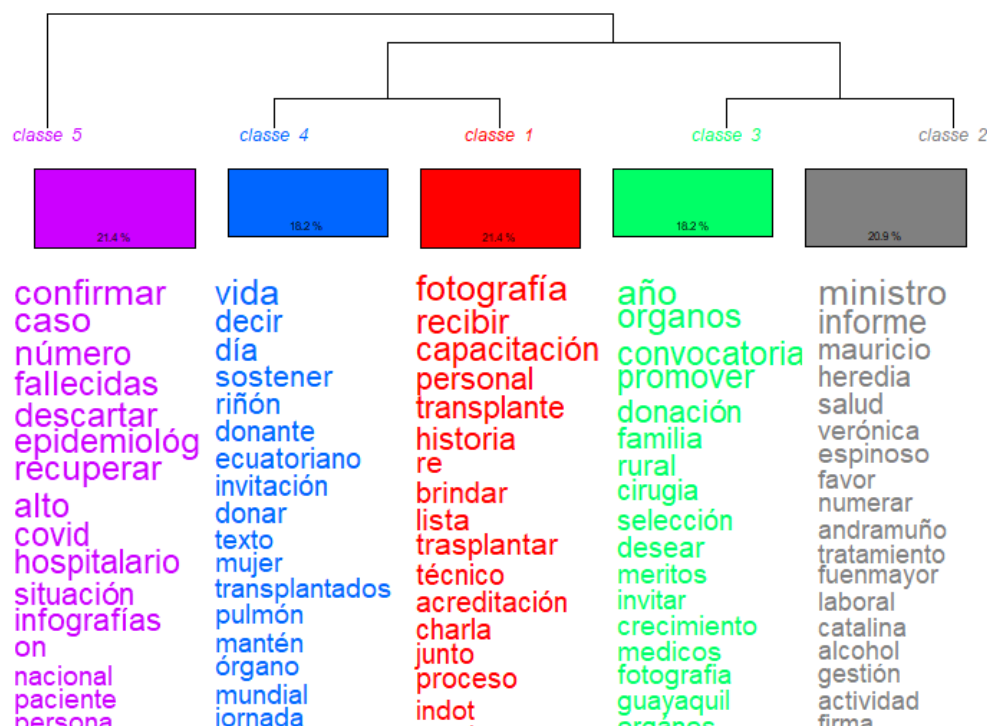 classe 5
classe 4
classe 1
classe 3
classe 2
21.4 %
18.2 %
21.4 %
18.2 %
20.9 %
confirmar
caso
número
fallecidas
descartar
epidemiológ
recuperar
alto
covid
hospitalario
situación
infografías
on
nacional
paciente
persona
vida
decir
día
sostener
riñón
donante
ecuatoriano
invitación
donar
texto
mujer
transplantados
pulmón
mantén
órgano
mundial
jornada
fotografía
recibir
capacitación
personal
transplante
historia
re
brindar
lista
trasplantar
técnico
acreditación
charla
junto
proceso
indot
año
organos
convocatoria
promover
donación
familia
rural
cirugia
selección
desear
meritos
invitar
crecimiento
medicos
fotografia
guayaquil
orgános
ministro
informe
mauricio
heredia
salud
verónica
espinoso
favor
numerar
andramuño
tratamiento
fuenmayor
laboral
catalina
alcohol
gestión
actividad
firma